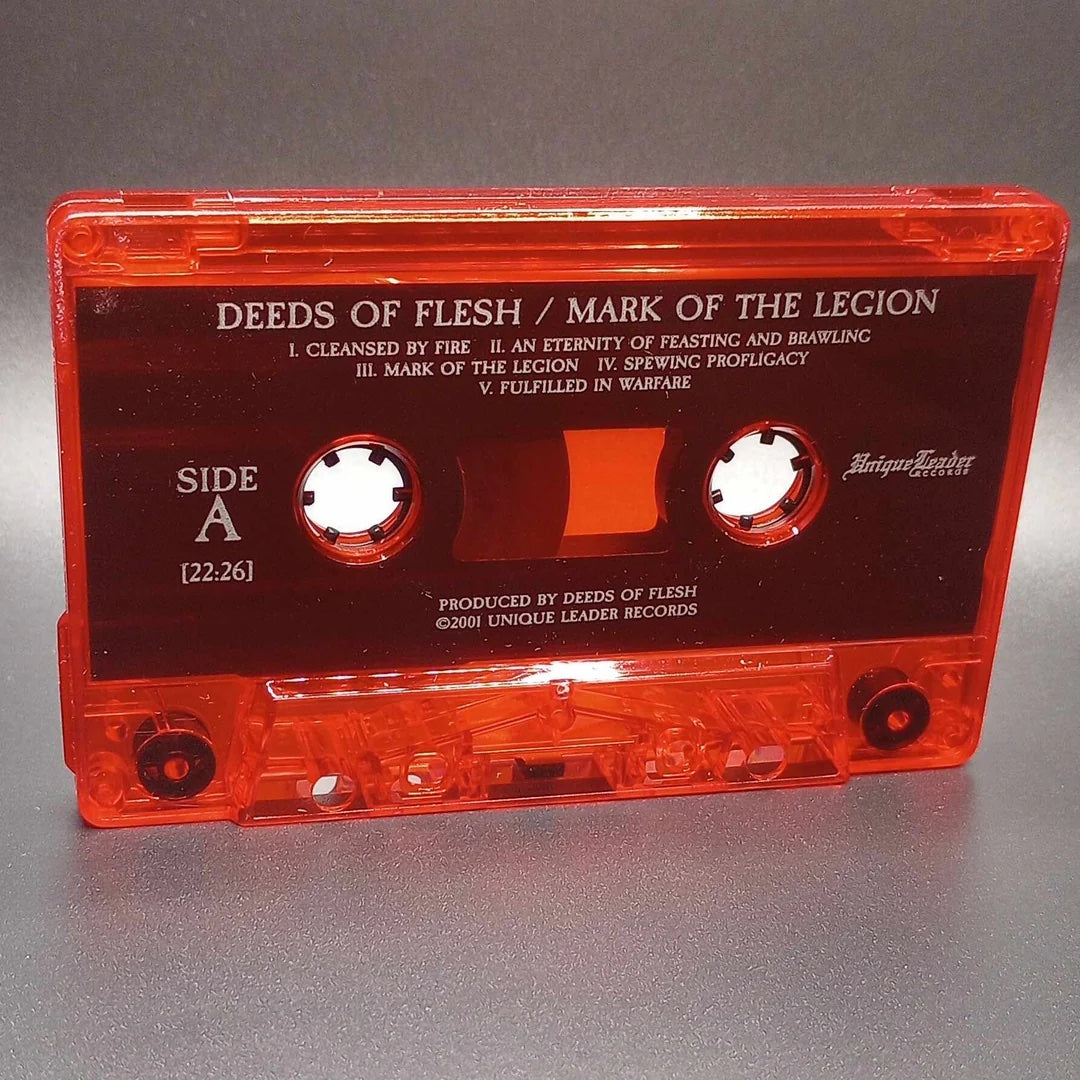 DEEDS OF FLESH / MARK OF THE LEGION
I. CLEANSED BY FIRE II. AN ETERNITY OF FEASTING AND BRAWLING
III. MARK OF THE LEGION IV. SPEWING PROFLIGACY
V. FULFILLED IN WARFARE
SIDE
A
[22:26]
Unique Leader
RECORDS
PRODUCED BY DEEDS OF FLESH
©2001 UNIQUE LEADER RECORDS